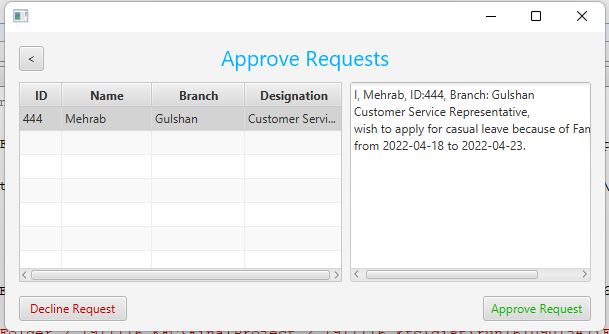 <
Approve Requests
ID Name Branch Designation
444 Mehrab Gulshan Customer Servi...
I, Mehrab, ID:444, Branch: Gulshan
Customer Service Representative,
wish to apply for casual leave because of Fam
from 2022-04-18 to 2022-04-23.
Decline Request
Approve Request